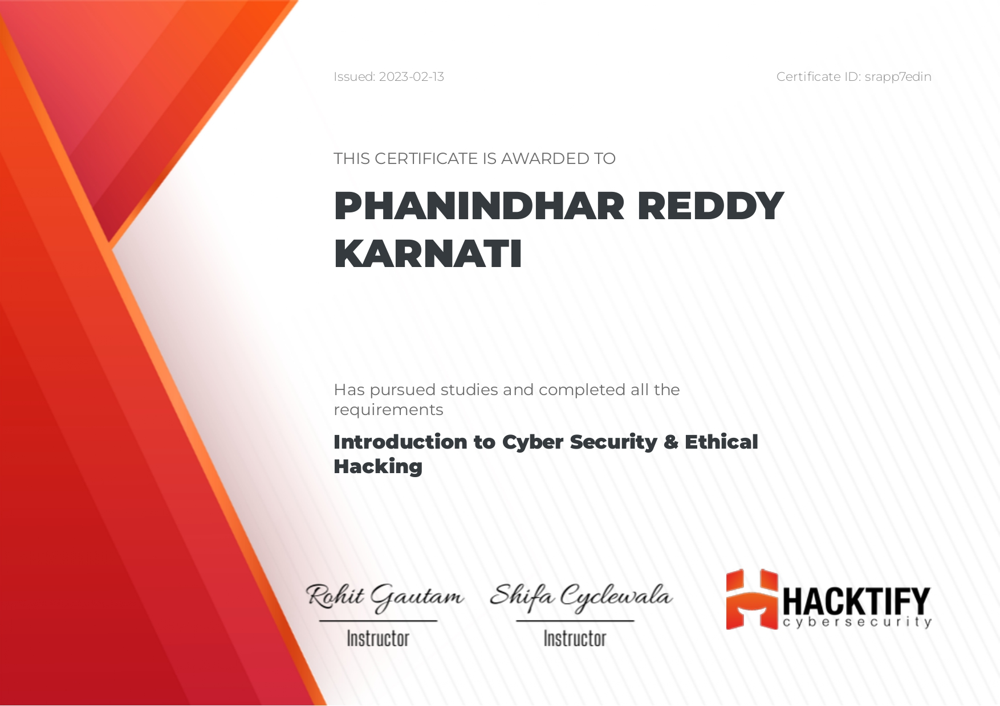 Issued: 2023-02-13
Certificate ID: srapp7edin
THIS CERTIFICATE IS AWARDED TO
PHANINDHAR REDDY
KARNATI
Has pursued studies and completed all the
requirements
Introduction to Cyber Security & Ethical
Hacking
Rohit Gautam
Instructor
Shifa Cyclewala
Instructor
HACKTIFY
cybersecurity